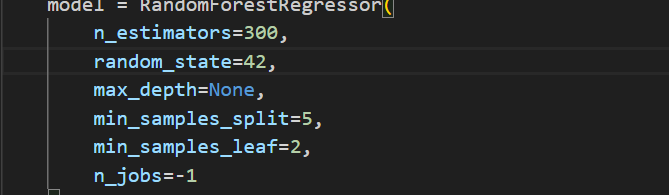 model = RandomForestRegressor(
n_estimators=300,
random_state=42,
max_depth=None,
min_samples_split=5,
min_samples_leaf=2,
n_jobs=-1